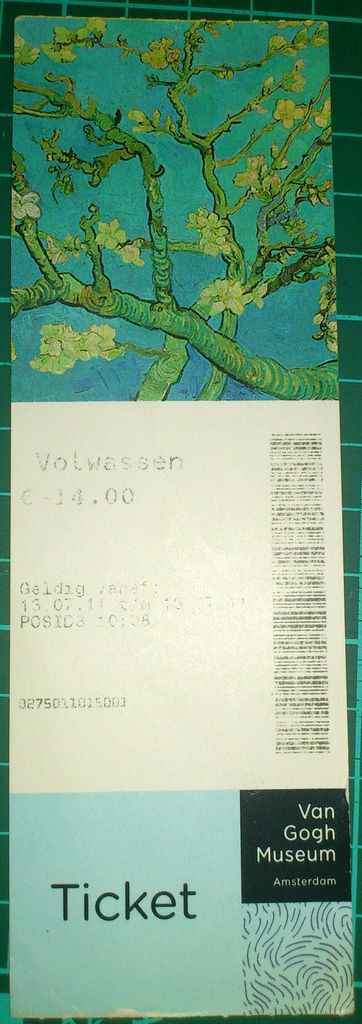 Volwassen
€ 14.00
Geldig vanaf:
13.07.11 t/m 13.07.11
POSID3 10:08
Ticket
Van
Gogh
Museum
Amsterdam